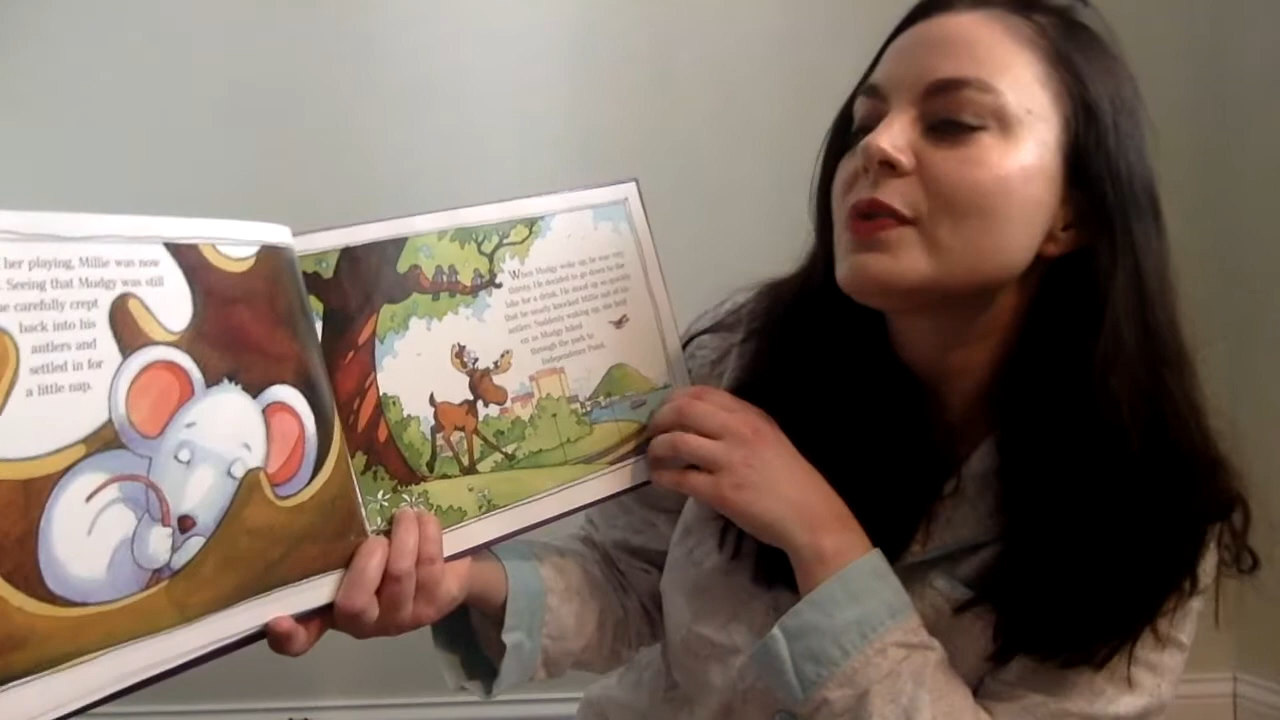 her playing, Millie was now
Seeing that Mudgy was still
she carefully crept
back into his
antlers and
settled in for
a little nap.
When Mudgy woke up, he was very
thirsty. He decided to go down to the
lake for a drink. He stood up so quickly
that he nearly knocked Millie out of his
antlers. Suddenly waking up, she held
on as Mudgy hiked
through the park to
Independence Point.